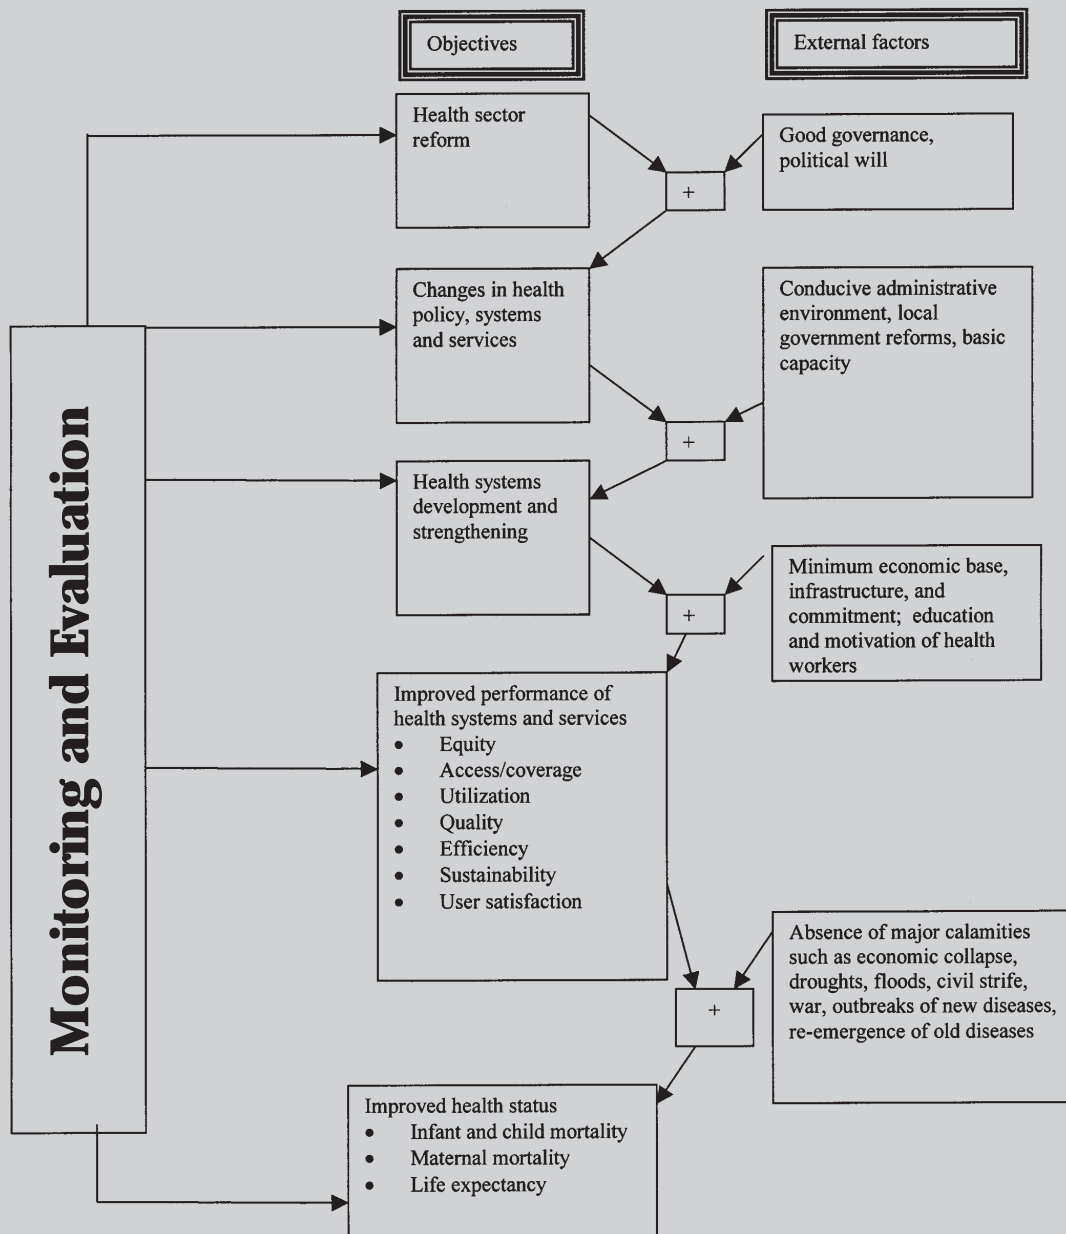 Objectives
External factors
Health sector
reform
Good governance,
political will
+
Changes in health
policy, systems
and services
Conducive administrative
environment, local
government reforms, basic
capacity
+
Monitoring and Evaluation
Health systems
development and
strengthening
Minimum economic base,
infrastructure, and
commitment; education
and motivation of health
workers
+
Improved performance of
health systems and services
• Equity
• Access/coverage
• Utilization
• Quality
• Efficiency
• Sustainability
• User satisfaction
Absence of major calamities
such as economic collapse,
droughts, floods, civil strife,
war, outbreaks of new diseases,
re-emergence of old diseases
+
Improved health status
• Infant and child mortality
• Maternal mortality
• Life expectancy